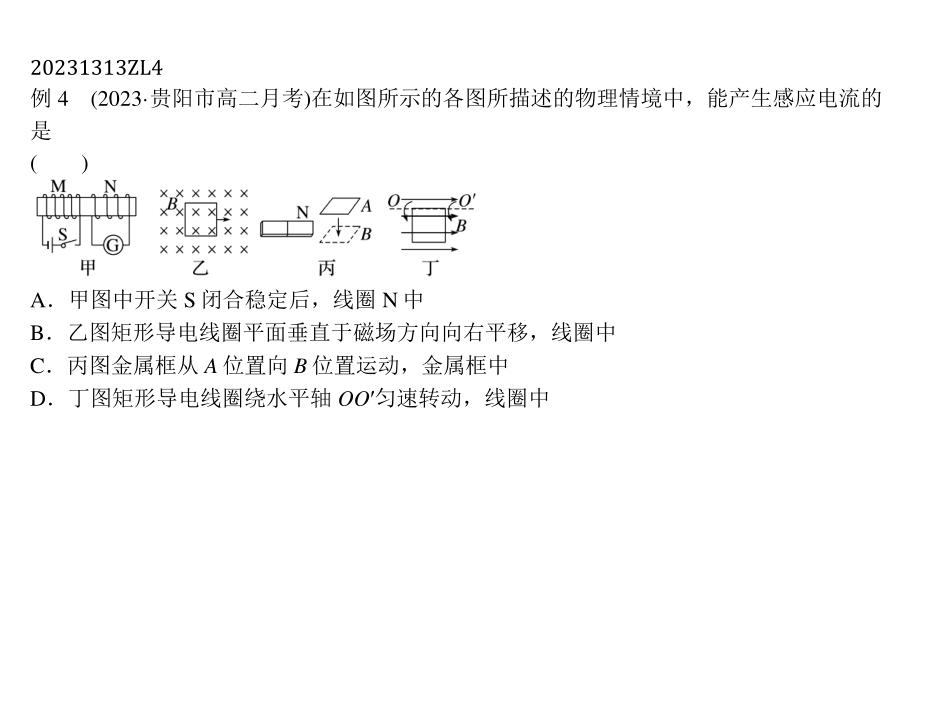 20231313ZL4
例 4 (2023·贵阳市高二月考)在如图所示的各图所描述的物理情境中，能产生感应电流的
是
(　　)
M N S G 甲
B 乙
N A B 丙
O O′ B 丁
A．甲图中开关 S 闭合稳定后，线圈 N 中
B．乙图矩形导电线圈平面垂直于磁场方向向右平移，线圈中
C．丙图金属框从 A 位置向 B 位置运动，金属框中
D．丁图矩形导电线圈绕水平轴 OO′匀速转动，线圈中